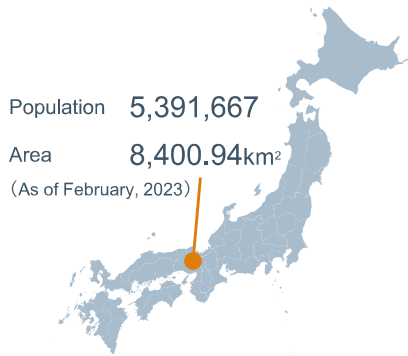 Population 5,391,667
Area 8,400.94km²
（As of February, 2023）